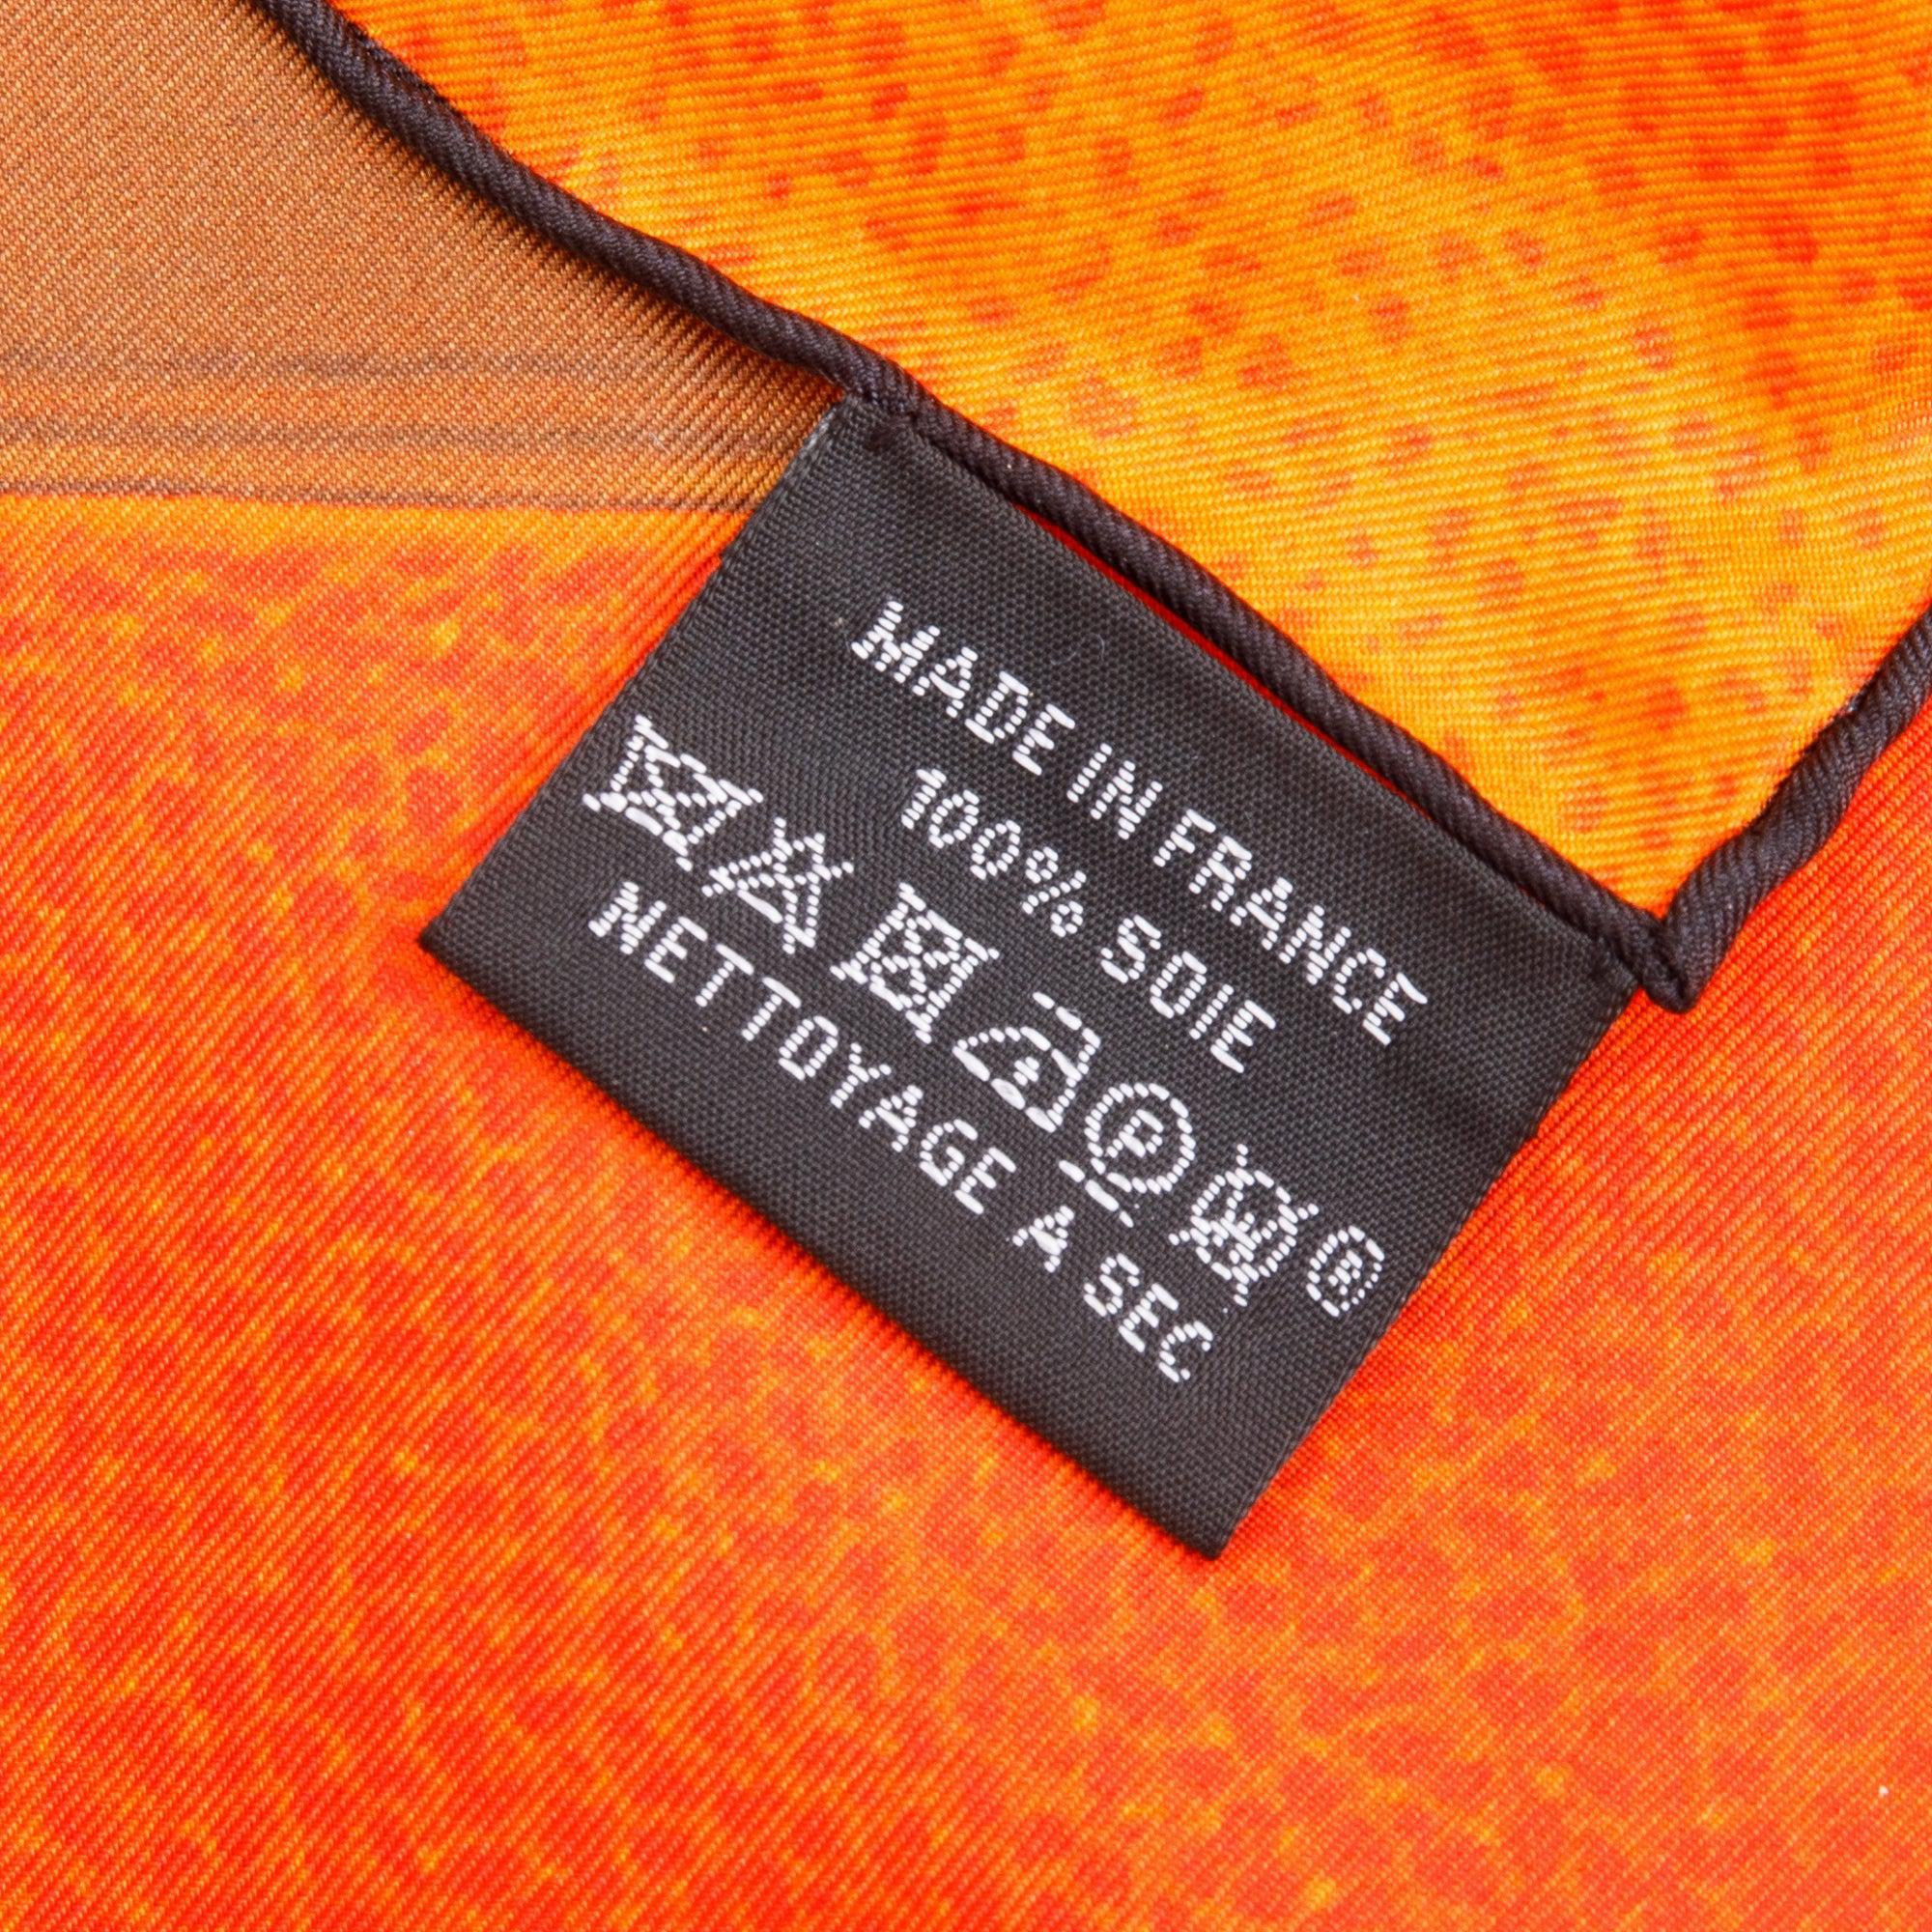 MADE IN FRANCE
100% SOIE
P W ®
NETTOYAGE A SEC